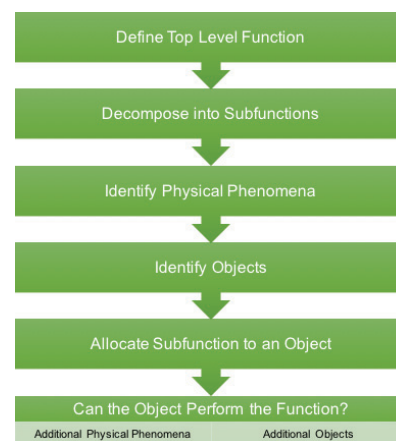 Define Top Level Function
Decompose into Subfunctions
Identify Physical Phenomena
Identify Objects
Allocate Subfunction to an Object
Can the Object Perform the Function?
Additional Physical Phenomena
Additional Objects